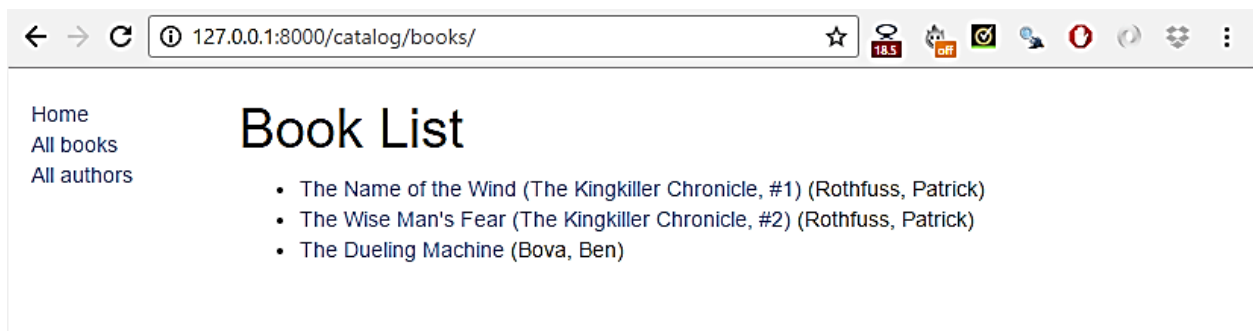 127.0.0.1:8000/catalog/books/
18.5
off
Home
All books
All authors
Book List
The Name of the Wind (The Kingkiller Chronicle, #1) (Rothfuss, Patrick)
The Wise Man's Fear (The Kingkiller Chronicle, #2) (Rothfuss, Patrick)
The Dueling Machine (Bova, Ben)